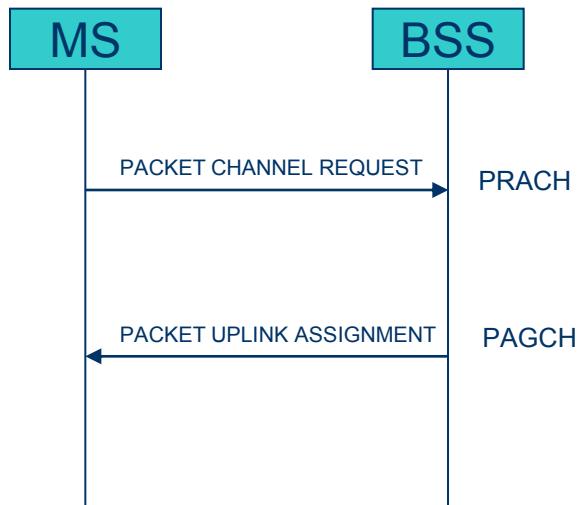 MS
BSS
PACKET CHANNEL REQUEST
PRACH
PACKET UPLINK ASSIGNMENT
PAGCH